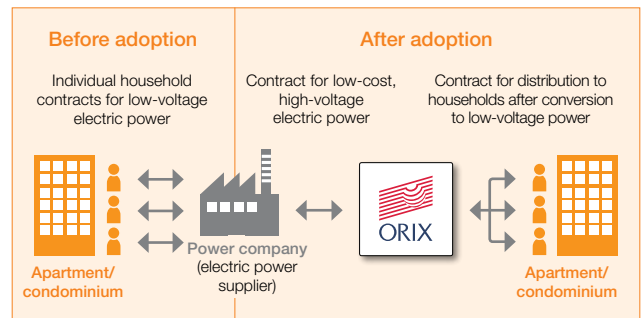 Before adoption
After adoption
Individual household
contracts for low-voltage
electric power
Contract for low-cost,
high-voltage
electric power
Contract for distribution to
households after conversion
to low-voltage power
ORIX
Apartment/
condominium
Power company
(electric power
supplier)
Apartment/
condominium